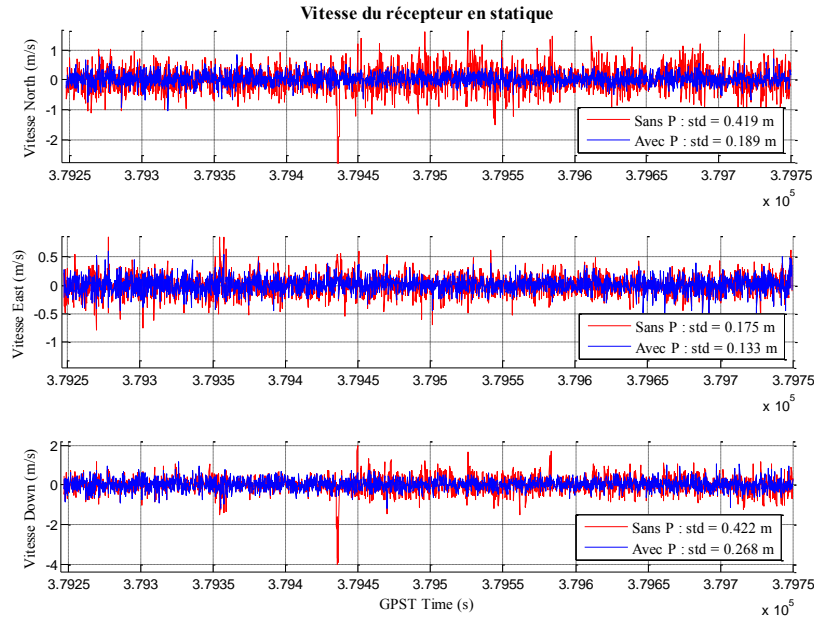 Vitesse du récepteur en statique
Vitesse North (m/s)
1
0
-1
-2
Sans P : std = 0.419 m
Avec P : std = 0.189 m
3.7925 3.793 3.7935 3.794 3.7945 3.795 3.7955 3.796 3.7965 3.797 3.7975
x 10^5
Vitesse East (m/s)
0.5
0
-0.5
-1
Sans P : std = 0.175 m
Avec P : std = 0.133 m
3.7925 3.793 3.7935 3.794 3.7945 3.795 3.7955 3.796 3.7965 3.797 3.7975
x 10^5
Vitesse Down (m/s)
2
0
-2
-4
Sans P : std = 0.422 m
Avec P : std = 0.268 m
3.7925 3.793 3.7935 3.794 3.7945 3.795 3.7955 3.796 3.7965 3.797 3.7975
GPST Time (s)
x 10^5